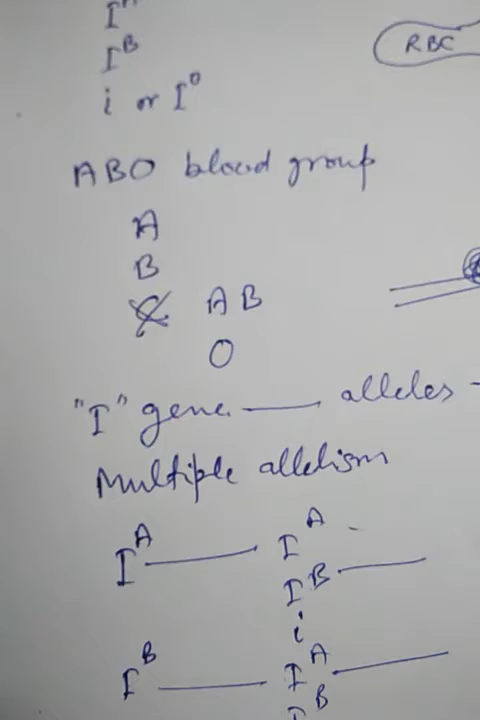 I^A
I^B
RBC
i or I^O
ABO blood group
A
B
AB
O
"I" gene — alleles -
Multiple allelism
I^A — I^A -
I^B —
i
I^B — I^A —
I^B